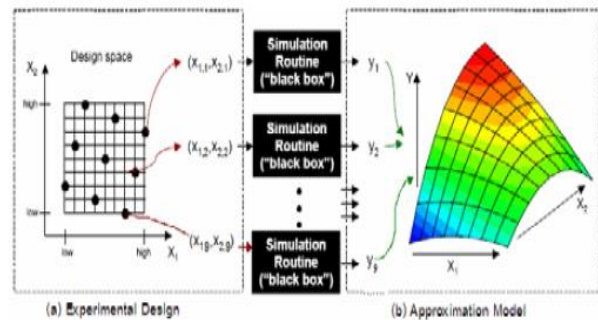 Design space
X2
high
low
low
high
X1
(x1,1,x2,1)
(x1,2,x2,2)
(x1,9,x2,9)
Simulation
Routine
("black box")
Simulation
Routine
("black box")
Simulation
Routine
("black box")
y1
y2
y9
Y
X1
X2
(a) Experimental Design
(b) Approximation Model